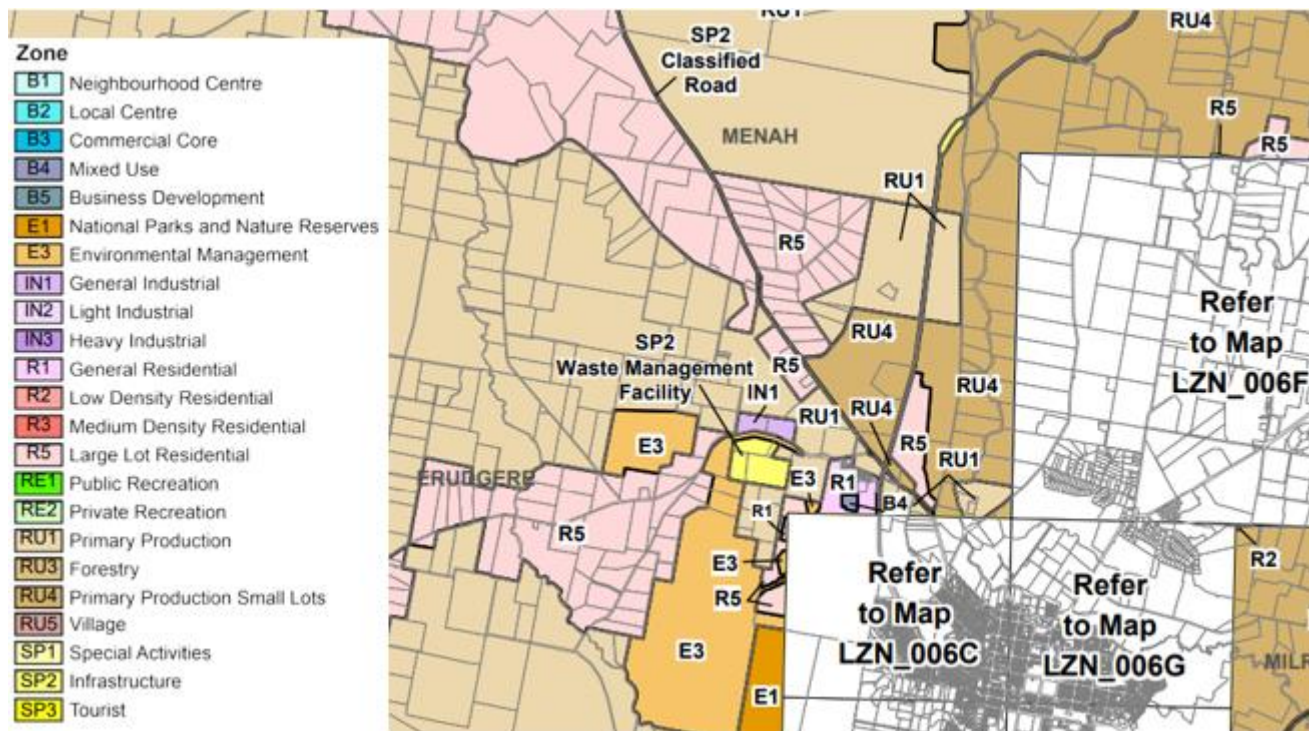 Zone
B1 Neighbourhood Centre
B2 Local Centre
B3 Commercial Core
B4 Mixed Use
B5 Business Development
E1 National Parks and Nature Reserves
E3 Environmental Management
IN1 General Industrial
IN2 Light Industrial
IN3 Heavy Industrial
R1 General Residential
R2 Low Density Residential
R3 Medium Density Residential
R5 Large Lot Residential
RE1 Public Recreation
RE2 Private Recreation
RU1 Primary Production
RU3 Forestry
RU4 Primary Production Small Lots
RU5 Village
SP1 Special Activities
SP2 Infrastructure
SP3 Tourist
RU1
RU4
SP2
Classified
Road
MENAH
R5
R5
RU1
R5
Refer
to Map
LZN_006F
RU4
SP2
Waste Management
Facility
R5
RU4
IN1
RU1
RU4
R5
RU1
E3
ERUDGERE
E3
R1
B4
R1
R5
E3
R5
R2
Refer
to Map
LZN_006C
Refer
to Map
LZN_006G
E3
E1